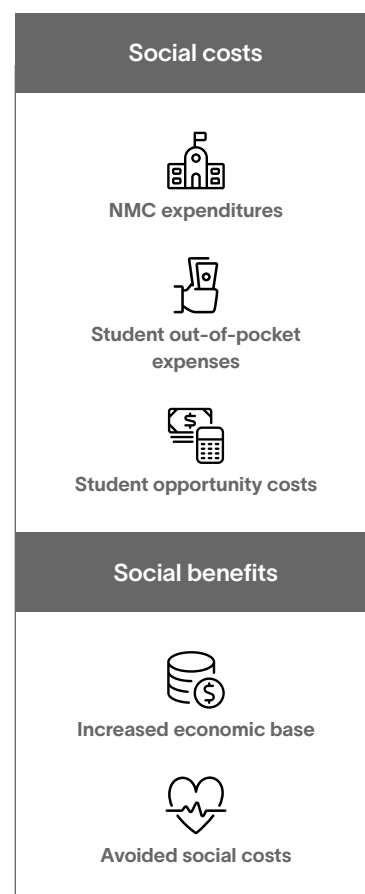 Social costs
NMC expenditures
Student out-of-pocket
expenses
$
Student opportunity costs
Social benefits
$
Increased economic base
Avoided social costs